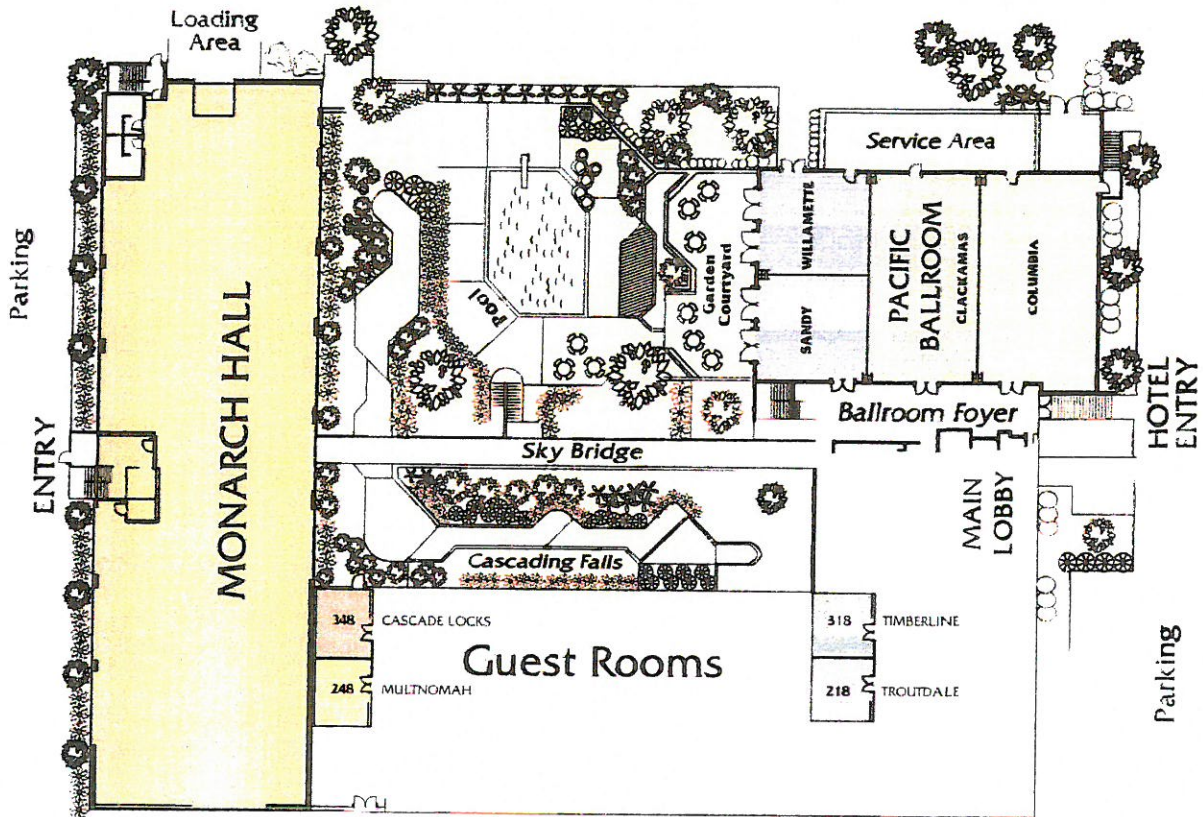 Loading
Area
Service Area
Parking
ENTRY
MONARCH HALL
Pool
Garden
Courtyard
WILLAMETTE
SANDY
PACIFIC
BALLROOM
CLACKAMAS
COLUMBIA
Ballroom Foyer
HOTEL
ENTRY
Sky Bridge
MAIN
LOBBY
Cascading Falls
348 CASCADE LOCKS
318 TIMBERLINE
Guest Rooms
248 MULTNOMAH
218 TROUTDALE
Parking